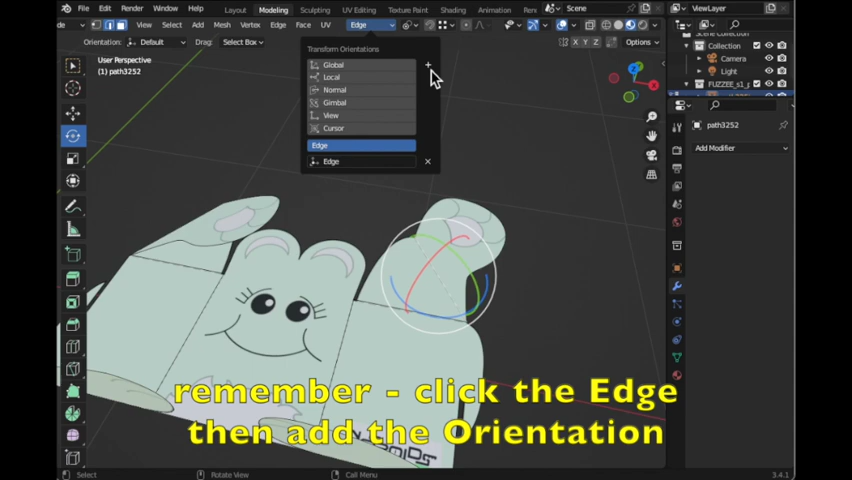 File Edit Render Window Help
Layout
Modeling
Sculpting
UV Editing
Texture Paint
Shading
Animation
Scene
ViewLayer
View
Select
Add
Mesh
Vertex
Edge
Face
UV
Edge
Orientation:
Default
Drag:
Select Box
Options
User Perspective
(1) path3252
Transform Orientations
Global
Local
Normal
Gimbal
View
Cursor
Edge
Edge
X Y Z
Scene Collection
Collection
Camera
Light
path3252
Add Modifier
remember - click the Edge
then add the Orientation
Select
Rotate View
Call Menu
3.4.1